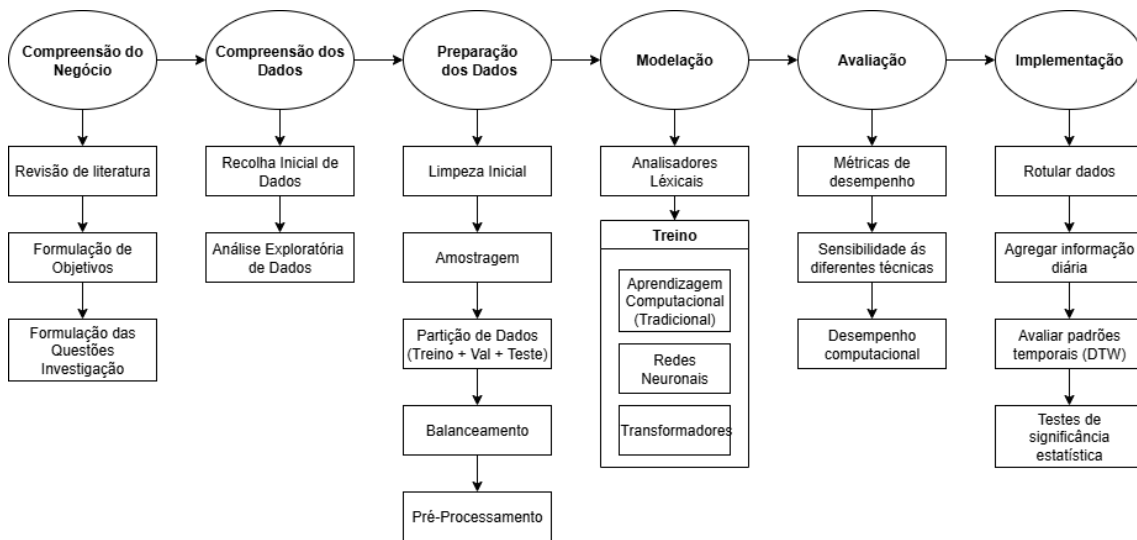 Compreensão do
Negócio
Compreensão dos
Dados
Preparação
dos Dados
Modelação
Avaliação
Implementação
Revisão de literatura
Formulação de
Objetivos
Formulação das
Questões
Investigação
Recolha Inicial de
Dados
Análise Exploratória
de Dados
Limpeza Inicial
Amostragem
Partição de Dados
(Treino + Val + Teste)
Balanceamento
Pré-Processamento
Analisadores
Léxicais
Treino
Aprendizagem
Computacional
(Tradicional)
Redes
Neuronais
Transformadores
Métricas de
desempenho
Sensibilidade ás
diferentes técnicas
Desempenho
computacional
Rotular dados
Agregar informação
diária
Avaliar padrões
temporais (DTW)
Testes de
significância
estatística